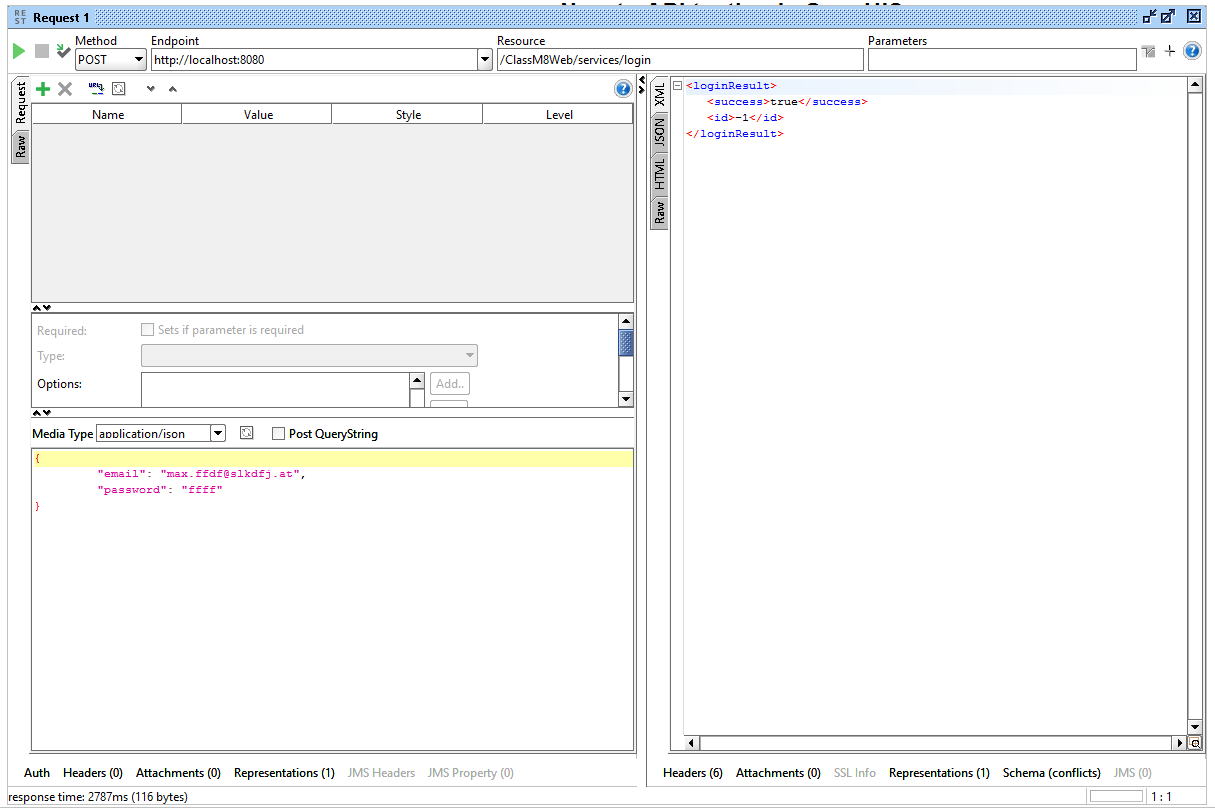 RE
ST
Request 1
Method
Endpoint
Resource
Parameters
POST
http://localhost:8080
/ClassM8Web/services/login
Request
Raw
Name Value Style Level
Required:
Sets if parameter is required
Type:
Options:
Add..
Media Type application/json
Post QueryString
{
"email": "max.ffdf@slkdfj.at",
"password": "ffff"
}
XML
JSON
HTML
Raw
<loginResult>
<success>true</success>
<id>-1</id>
</loginResult>
Auth Headers (0) Attachments (0) Representations (1) JMS Headers JMS Property (0)
Headers (6) Attachments (0) SSL Info Representations (1) Schema (conflicts) JMS (0)
response time: 2787ms (116 bytes)
1 : 1